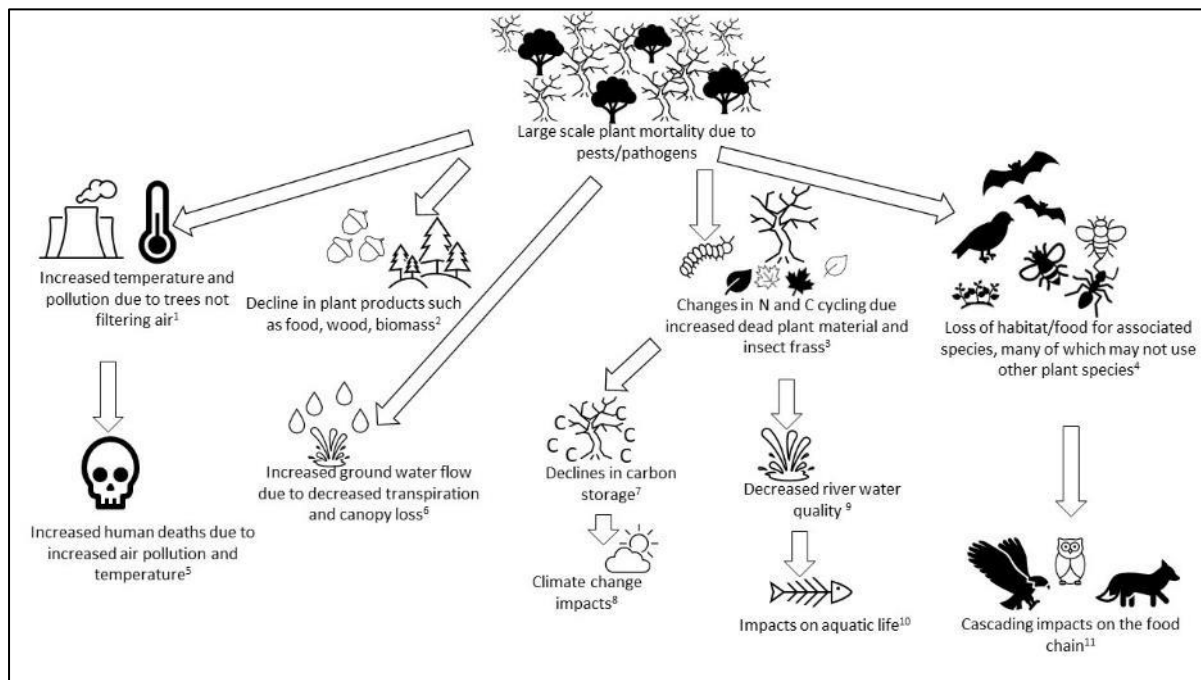 Large scale plant mortality due to
pests/pathogens
Increased temperature and
pollution due to trees not
filtering air¹
Decline in plant products such
as food, wood, biomass²
Changes in N and C cycling due
increased dead plant material and
insect frass³
Loss of habitat/food for associated
species, many of which may not use
other plant species⁴
Increased human deaths due to
increased air pollution and
temperature⁵
Increased ground water flow
due to decreased transpiration
and canopy loss⁶
C C
C C
C C
Declines in carbon
storage⁷
Climate change
impacts⁸
Decreased river water
quality ⁹
Impacts on aquatic life¹⁰
Cascading impacts on the food
chain¹¹